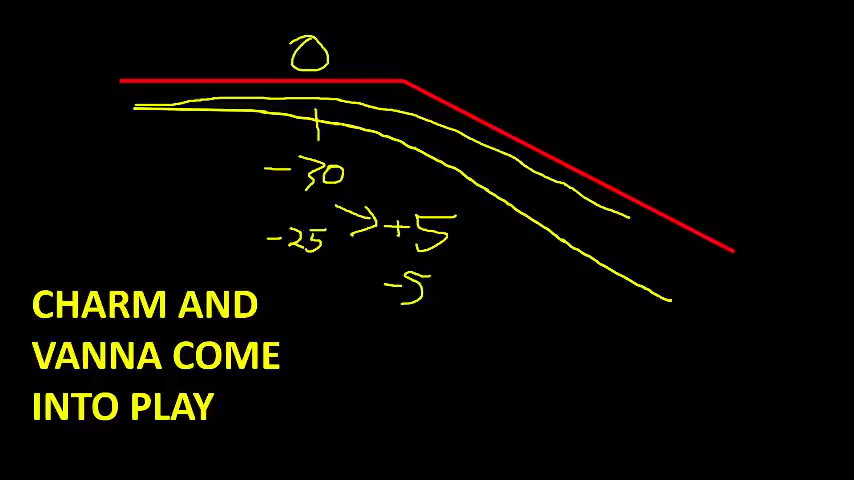 0
-30
-25 > +5
-5
CHARM AND
VANNA COME
INTO PLAY